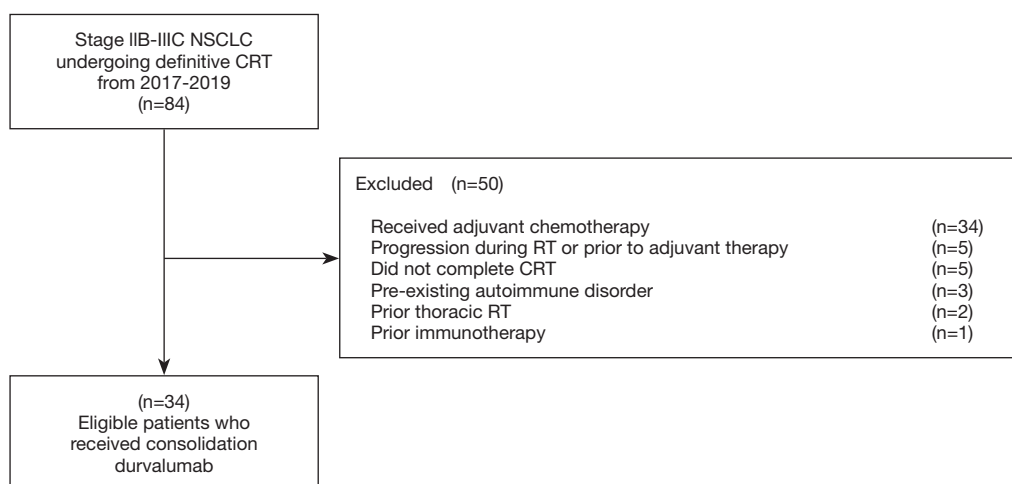 Stage IIB-IIIC NSCLC
undergoing definitive CRT
from 2017-2019
(n=84)
Excluded (n=50)
Received adjuvant chemotherapy (n=34)
Progression during RT or prior to adjuvant therapy (n=5)
Did not complete CRT (n=5)
Pre-existing autoimmune disorder (n=3)
Prior thoracic RT (n=2)
Prior immunotherapy (n=1)
(n=34)
Eligible patients who
received consolidation
durvalumab